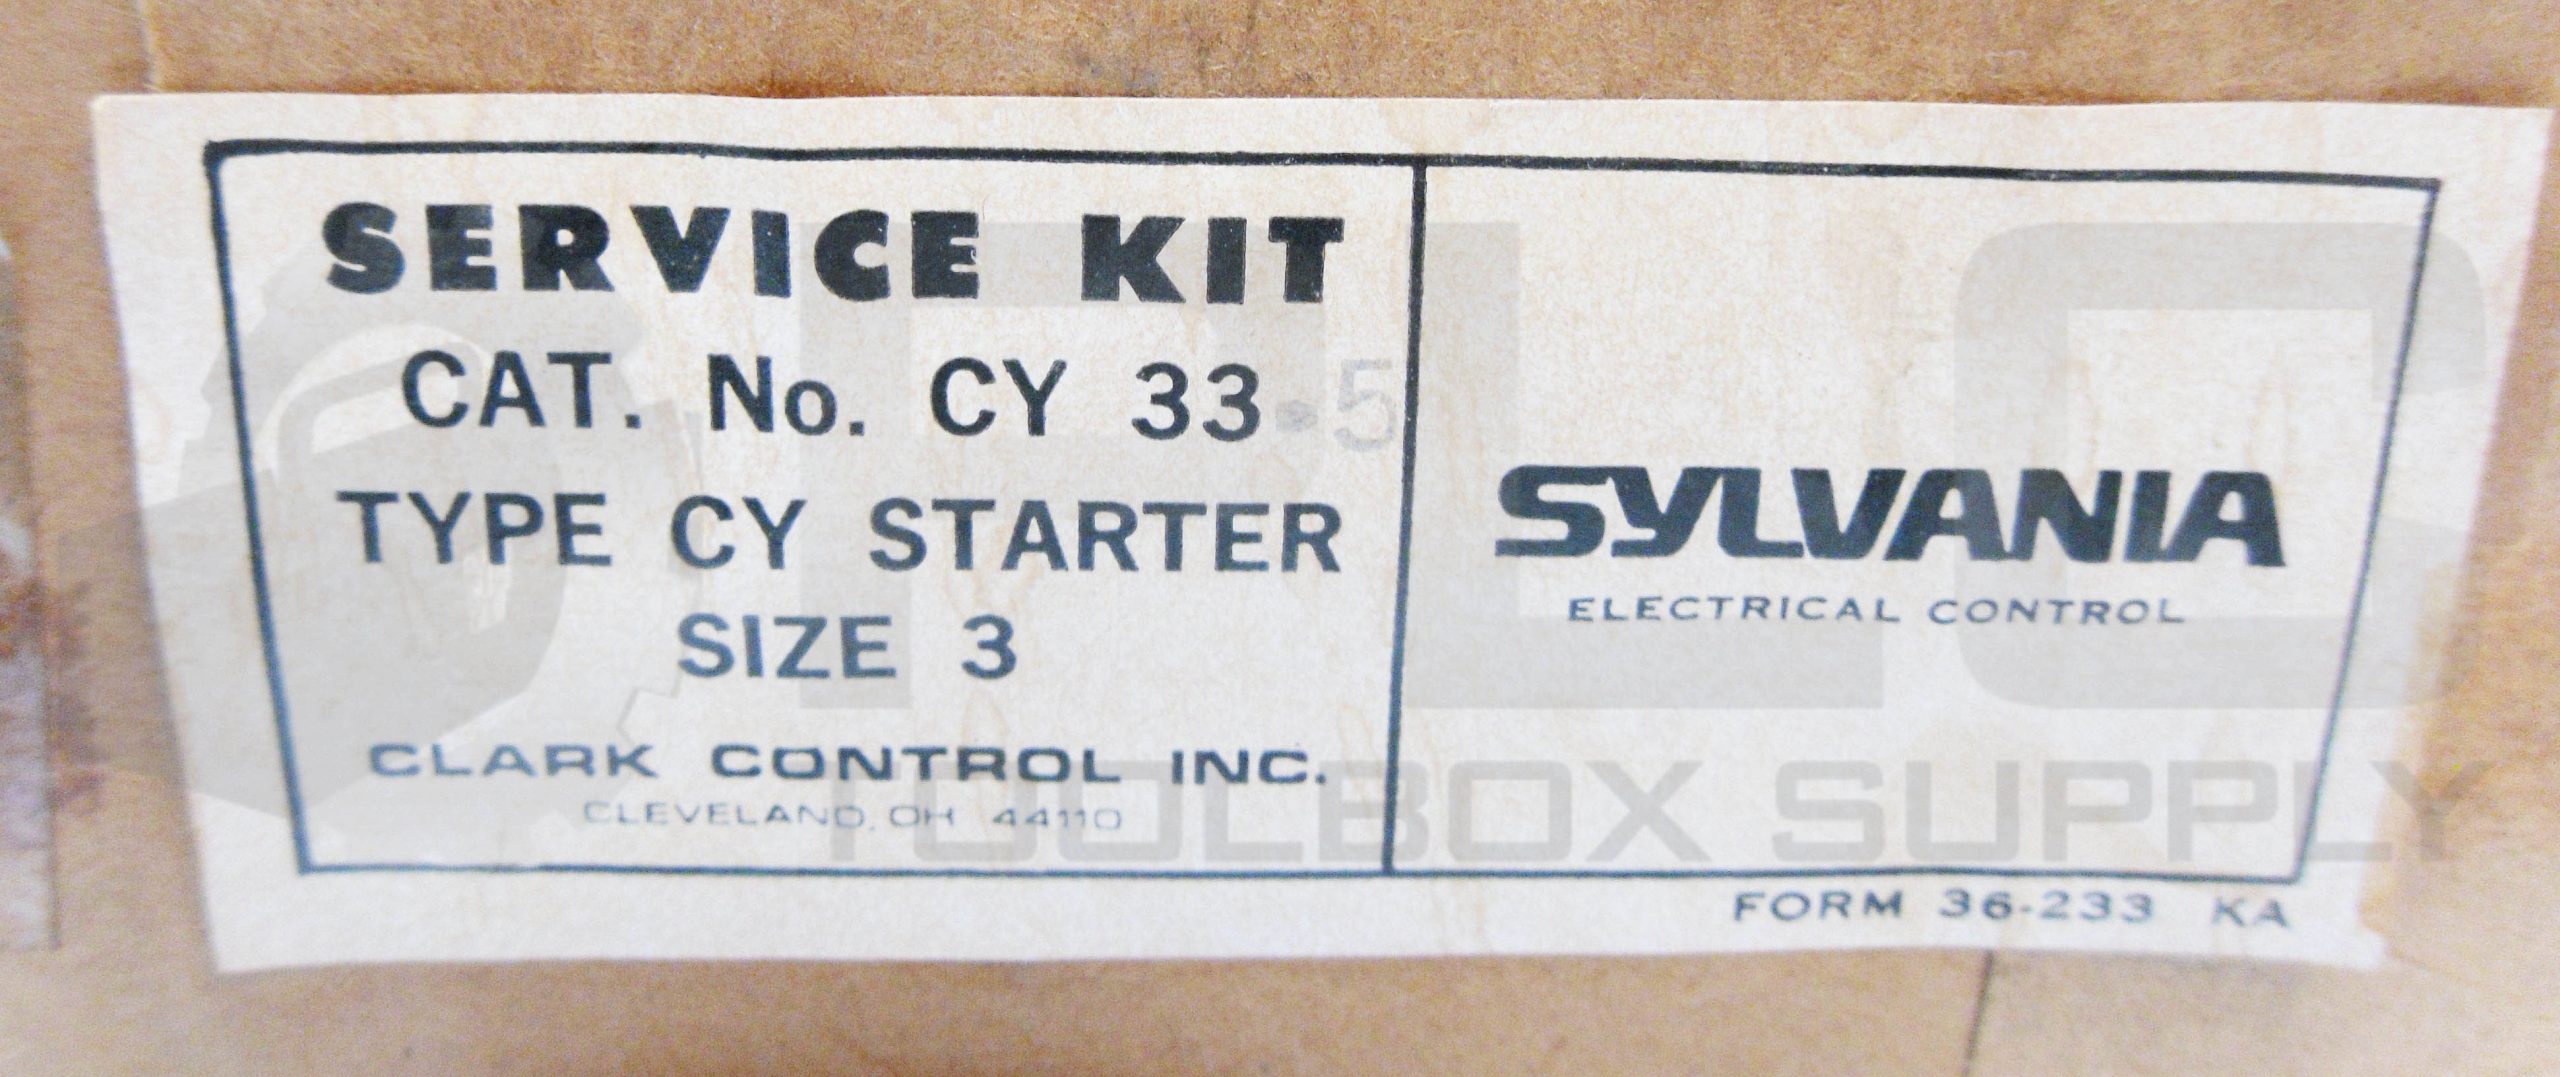 SERVICE KIT
CAT. No. CY 33-5
TYPE CY STARTER
SIZE 3
CLARK CONTROL INC.
CLEVELAND, OH 44110
SYLVANIA
ELECTRICAL CONTROL
FORM 36-233 KA
PLC
TOOLBOX SUPPLY